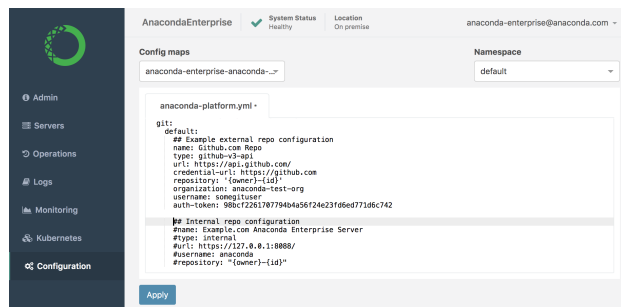 AnacondaEnterprise
System Status
Healthy
Location
On premise
anaconda-enterprise@anaconda.com
Config maps
Namespace
anaconda-enterprise-anaconda-...
default
Admin
Servers
Operations
Logs
Monitoring
Kubernetes
Configuration
anaconda-platform.yml •
git:
default:
## Example external repo configuration
name: Github.com Repo
type: github-v3-api
url: https://api.github.com/
credential-url: https://github.com
repository: '{owner}-{id}'
organization: anaconda-test-org
username: somegituser
auth-token: 98bcf2261707794b4a56f24e23fd6ed771d6c742
## Internal repo configuration
#name: Example.com Anaconda Enterprise Server
#type: internal
#url: https://127.0.0.1:8088/
#username: anaconda
#repository: "{owner}-{id}"
Apply